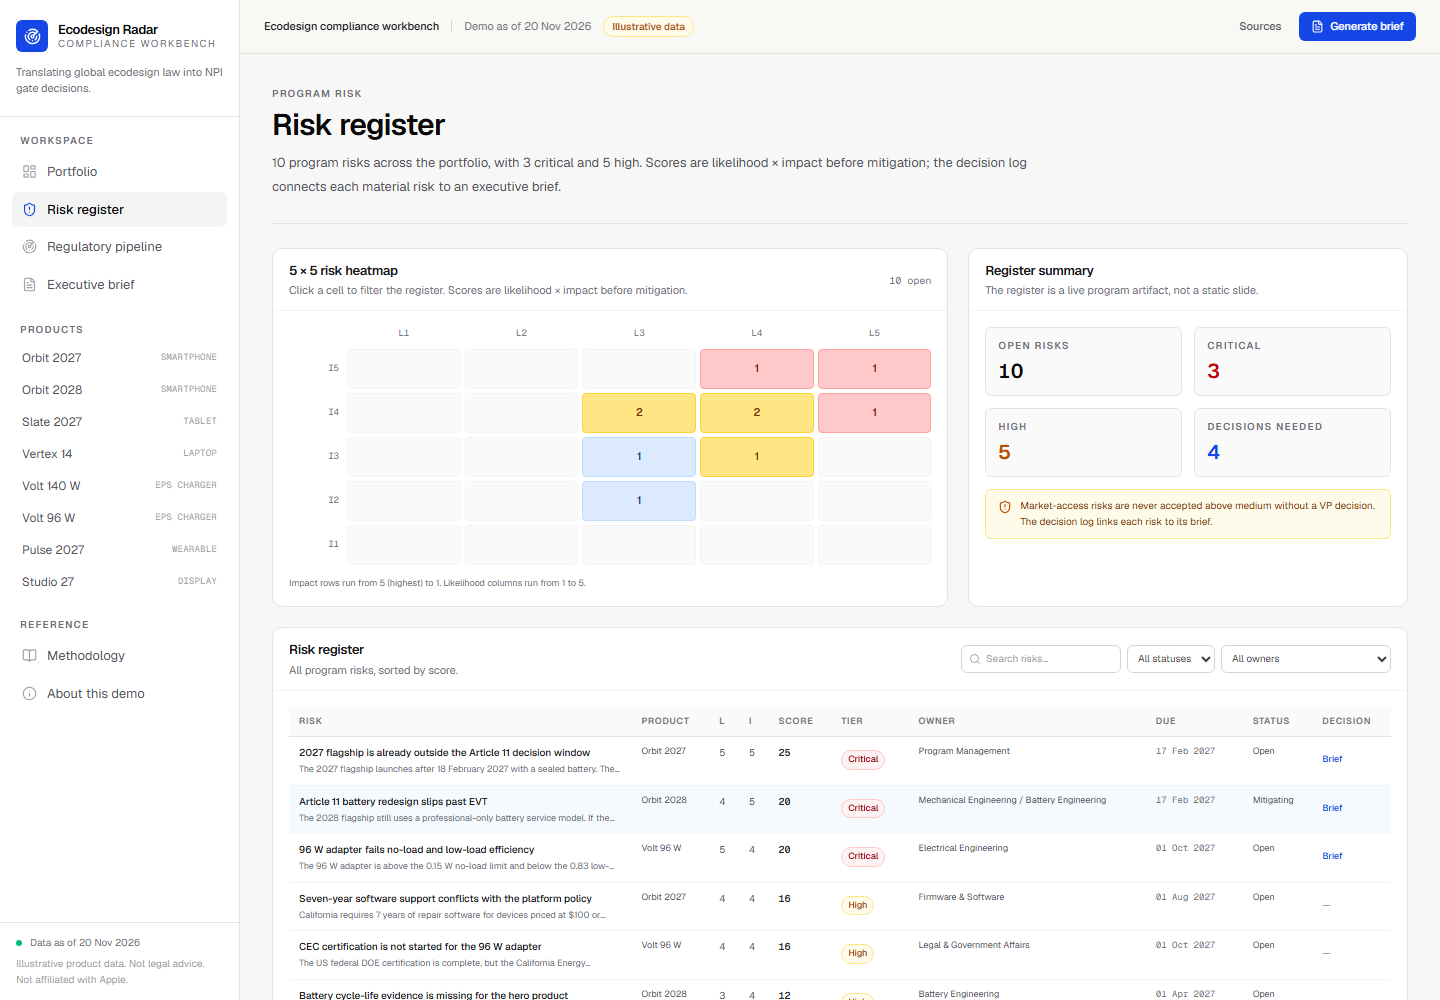 Ecodesign Radar
COMPLIANCE WORKBENCH
Translating global ecodesign law into NPI
gate decisions.
WORKSPACE
Portfolio
Risk register
Regulatory pipeline
Executive brief
PRODUCTS
Orbit 2027 SMARTPHONE
Orbit 2028 SMARTPHONE
Slate 2027 TABLET
Vertex 14 LAPTOP
Volt 140 W EPS CHARGER
Volt 96 W EPS CHARGER
Pulse 2027 WEARABLE
Studio 27 DISPLAY
REFERENCE
Methodology
About this demo
Data as of 20 Nov 2026
Illustrative product data. Not legal advice.
Not affiliated with Apple.
Ecodesign compliance workbench Demo as of 20 Nov 2026 Illustrative data Sources Generate brief
PROGRAM RISK
Risk register
10 program risks across the portfolio, with 3 critical and 5 high. Scores are likelihood × impact before mitigation; the decision log
connects each material risk to an executive brief.
5 × 5 risk heatmap
Click a cell to filter the register. Scores are likelihood × impact before mitigation.
10 open
L1 L2 L3 L4 L5
I5 1 1
I4 2 2 1
I3 1 1
I2 1
I1
Impact rows run from 5 (highest) to 1. Likelihood columns run from 1 to 5.
Register summary
The register is a live program artifact, not a static slide.
OPEN RISKS
10
CRITICAL
3
HIGH
5
DECISIONS NEEDED
4
Market-access risks are never accepted above medium without a VP decision.
The decision log links each risk to its brief.
Risk register
All program risks, sorted by score.
Search risks... All statuses All owners
RISK PRODUCT L I SCORE TIER OWNER DUE STATUS DECISION
2027 flagship is already outside the Article 11 decision window Orbit 2027 5 5 25 Critical Program Management 17 Feb 2027 Open Brief
The 2027 flagship launches after 18 February 2027 with a sealed battery. The...
Article 11 battery redesign slips past EVT Orbit 2028 4 5 20 Critical Mechanical Engineering / Battery Engineering 17 Feb 2027 Mitigating Brief
The 2028 flagship still uses a professional-only battery service model. If the...
96 W adapter fails no-load and low-load efficiency Volt 96 W 5 4 20 Critical Electrical Engineering 01 Oct 2027 Open Brief
The 96 W adapter is above the 0.15 W no-load limit and below the 0.83 low-...
Seven-year software support conflicts with the platform policy Orbit 2027 4 4 16 High Firmware & Software 01 Aug 2027 Open —
California requires 7 years of repair software for devices priced at $100 or...
CEC certification is not started for the 96 W adapter Volt 96 W 4 4 16 High Legal & Government Affairs 01 Oct 2027 Open —
The US federal DOE certification is complete, but the California Energy...
Battery cycle-life evidence is missing for the hero product Orbit 2028 3 4 12 High Battery Engineering 01 Apr 2027 Open